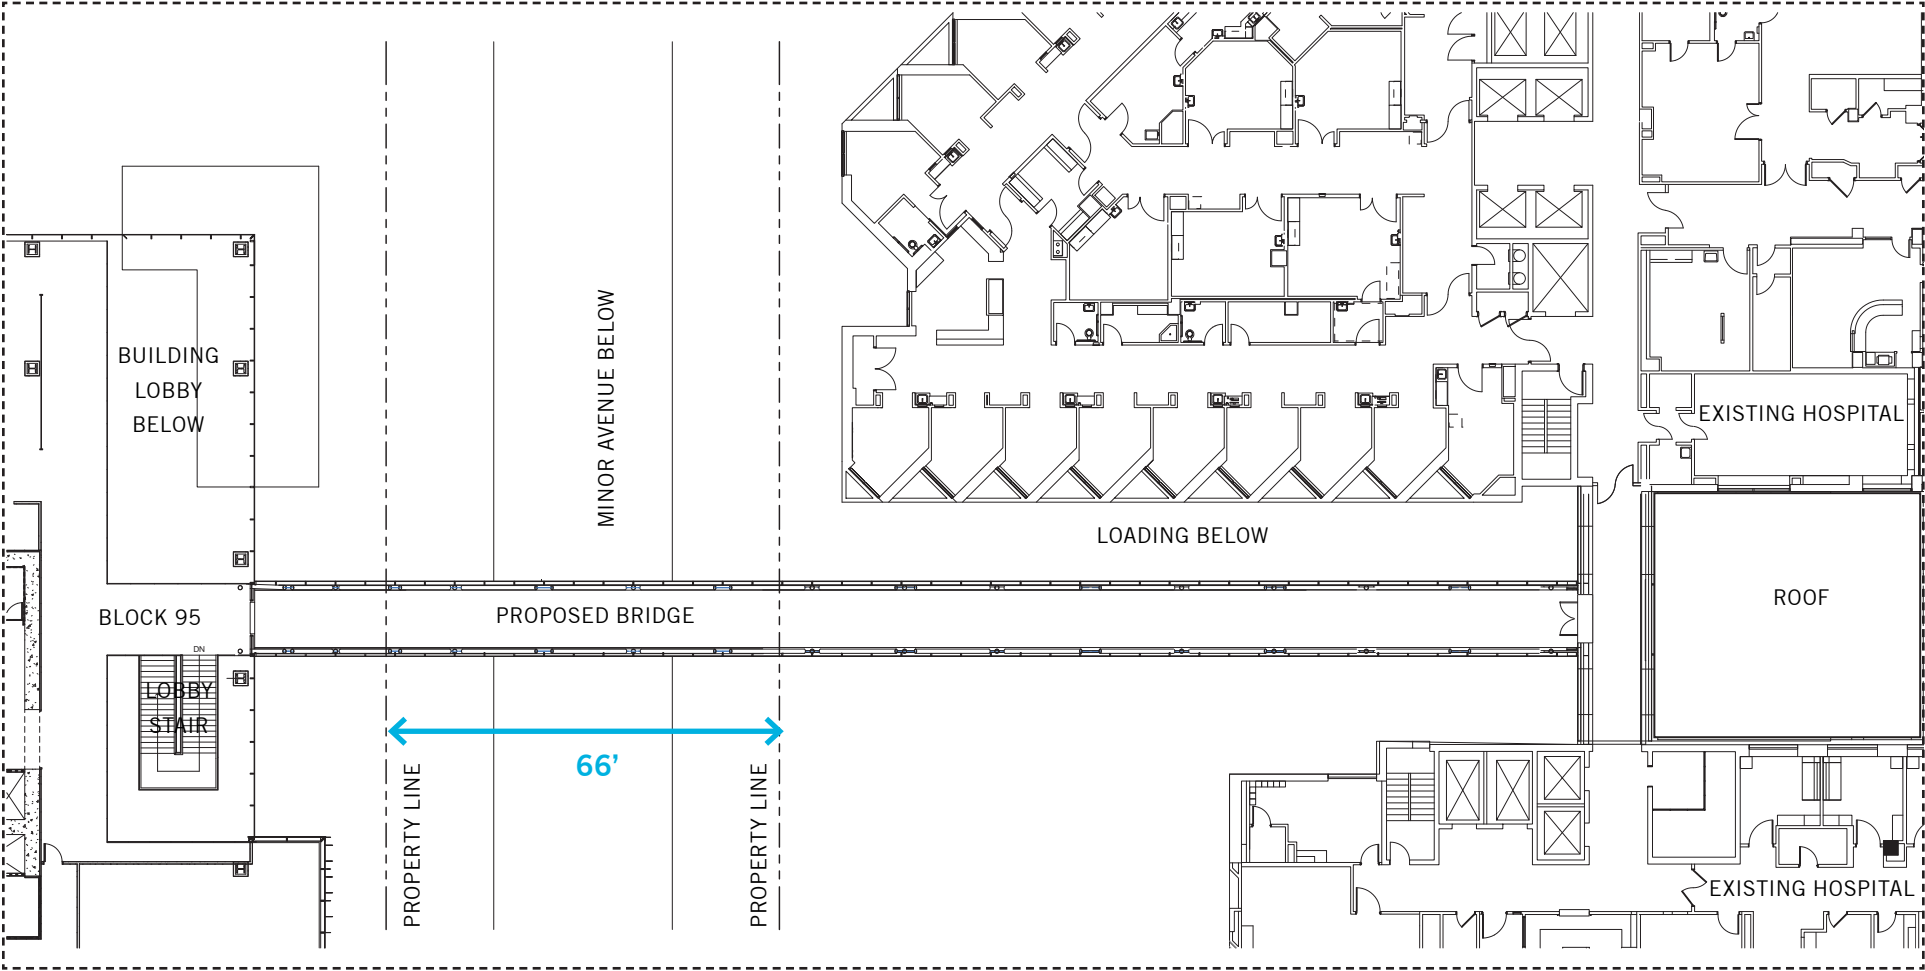 BUILDING
LOBBY
BELOW
MINOR AVENUE BELOW
EXISTING HOSPITAL
LOADING BELOW
BLOCK 95
PROPOSED BRIDGE
ROOF
DN
LOBBY
STAIR
66’
PROPERTY LINE
PROPERTY LINE
EXISTING HOSPITAL